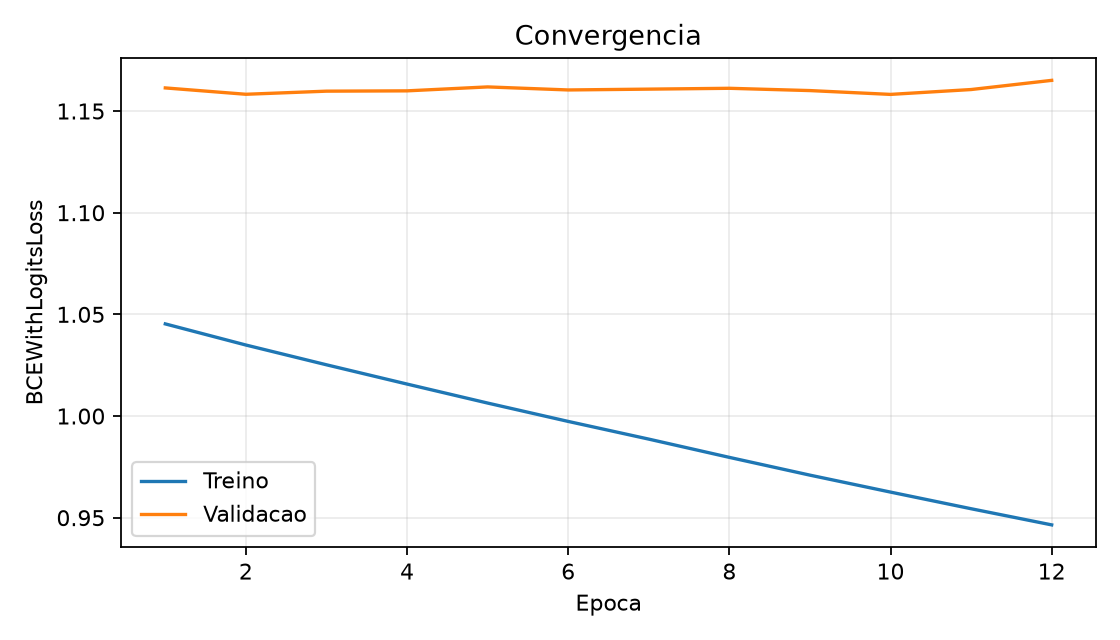 Convergencia
BCEWithLogitsLoss
1.15
1.10
1.05
1.00
0.95
Treino
Validacao
2 4 6 8 10 12
Epoca